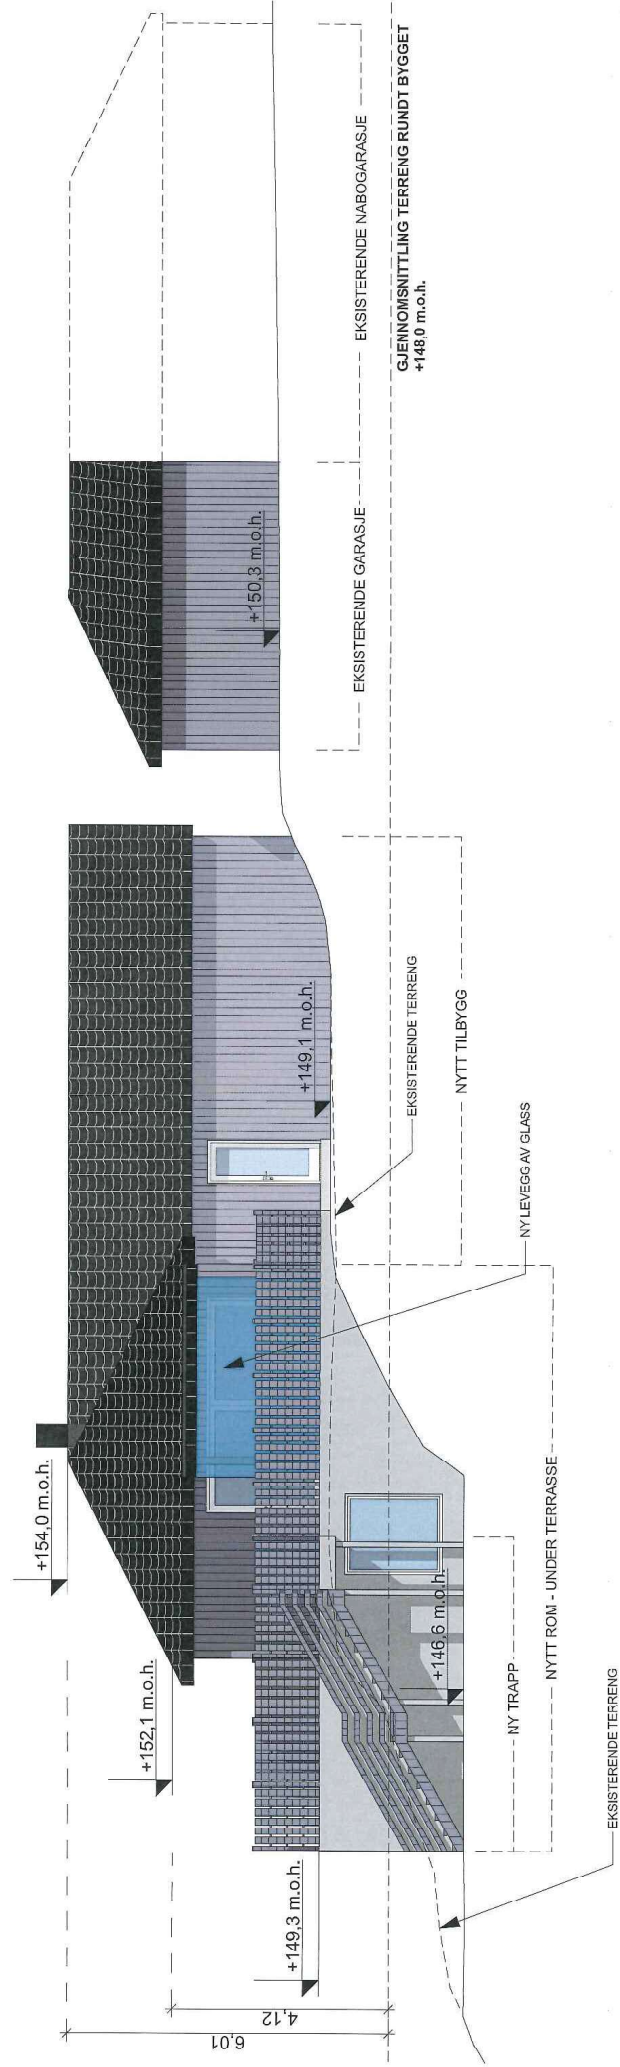 6,01
4,12
+154,0 m.o.h.
+152,1 m.o.h.
+149,3 m.o.h.
+146,6 m.o.h.
+149,1 m.o.h.
+150,3 m.o.h.
EKSISTERENDE TERRENG
NY TRAPP
NYTT ROM - UNDER TERRASSE
NY LEVEGG AV GLASS
EKSISTERENDE TERRENG
NYTT TILBYGG
EKSISTERENDE GARASJE
EKSISTERENDE NABOGARASJE
GJENNOMSNITTLING TERRENG RUNDT BYGGET
+148,0 m.o.h.